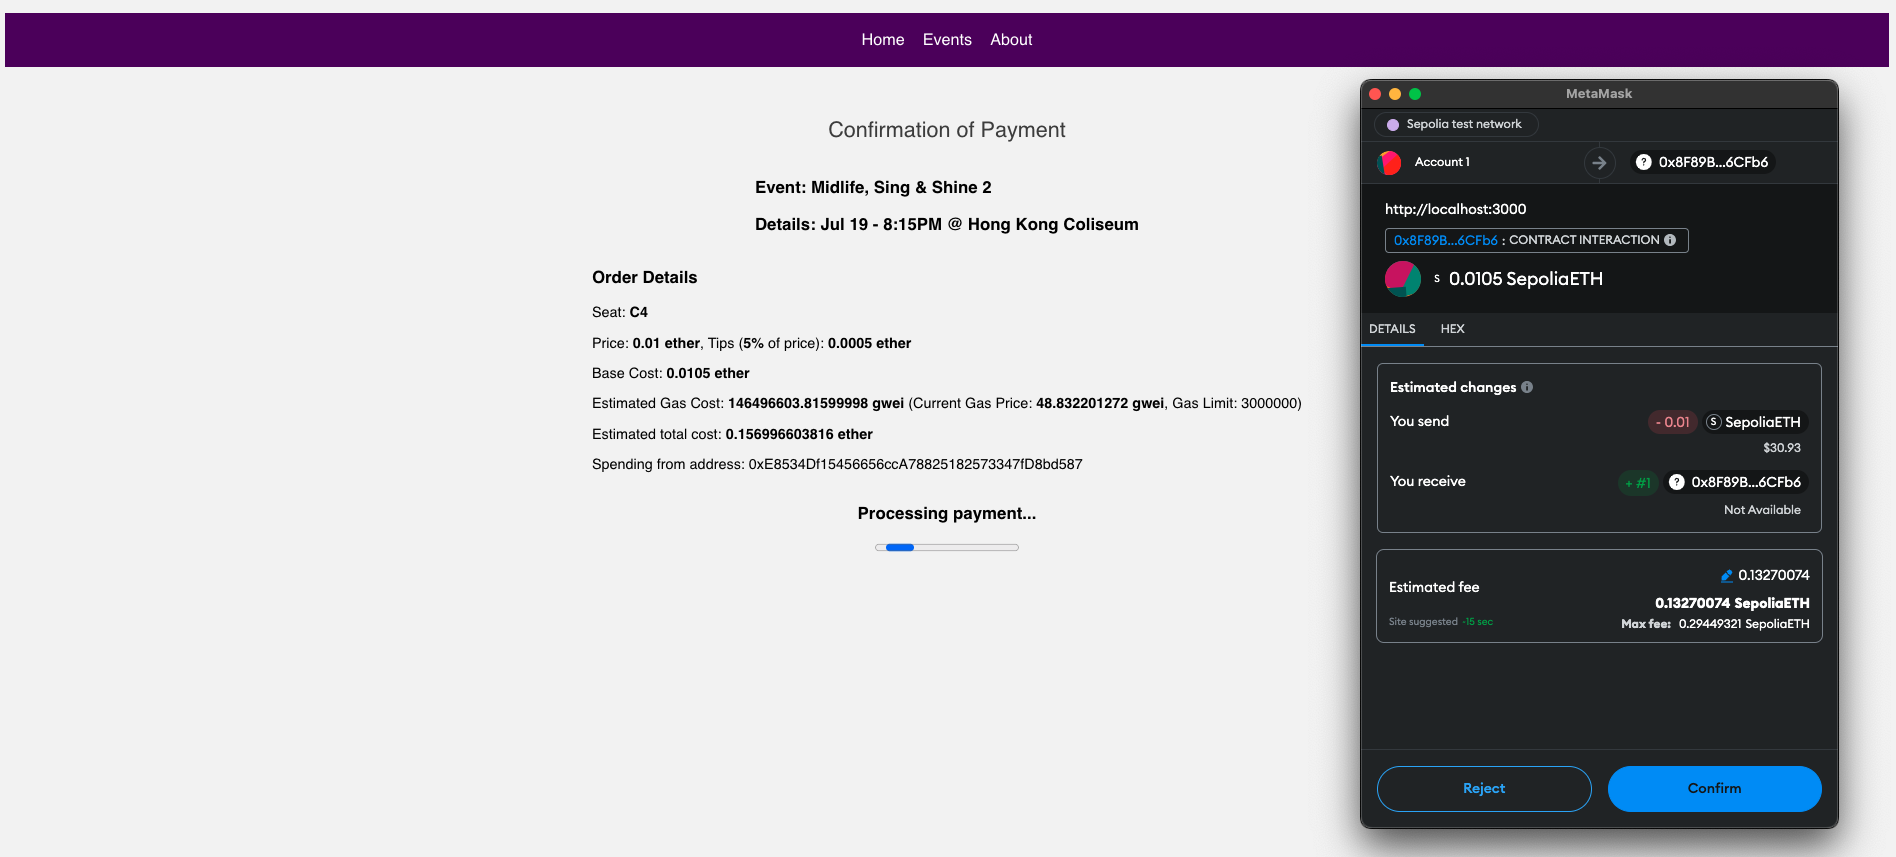 Home Events About
Confirmation of Payment
Event: Midlife, Sing & Shine 2
Details: Jul 19 - 8:15PM @ Hong Kong Coliseum
Order Details
Seat: C4
Price: 0.01 ether, Tips (5% of price): 0.0005 ether
Base Cost: 0.0105 ether
Estimated Gas Cost: 146496603.81599998 gwei (Current Gas Price: 48.832201272 gwei, Gas Limit: 3000000)
Estimated total cost: 0.156996603816 ether
Spending from address: 0xE8534Df15456656ccA78825182573347fD8bd587
Processing payment...
MetaMask
Sepolia test network
Account 1
? 0x8F89B...6CFb6
http://localhost:3000
0x8F89B...6CFb6 : CONTRACT INTERACTION
S 0.0105 SepoliaETH
DETAILS HEX
Estimated changes
You send - 0.01 S SepoliaETH
$30.93
You receive + #1 ? 0x8F89B...6CFb6
Not Available
0.13270074
Estimated fee
0.13270074 SepoliaETH
Site suggested ~15 sec Max fee: 0.29449321 SepoliaETH
Reject Confirm